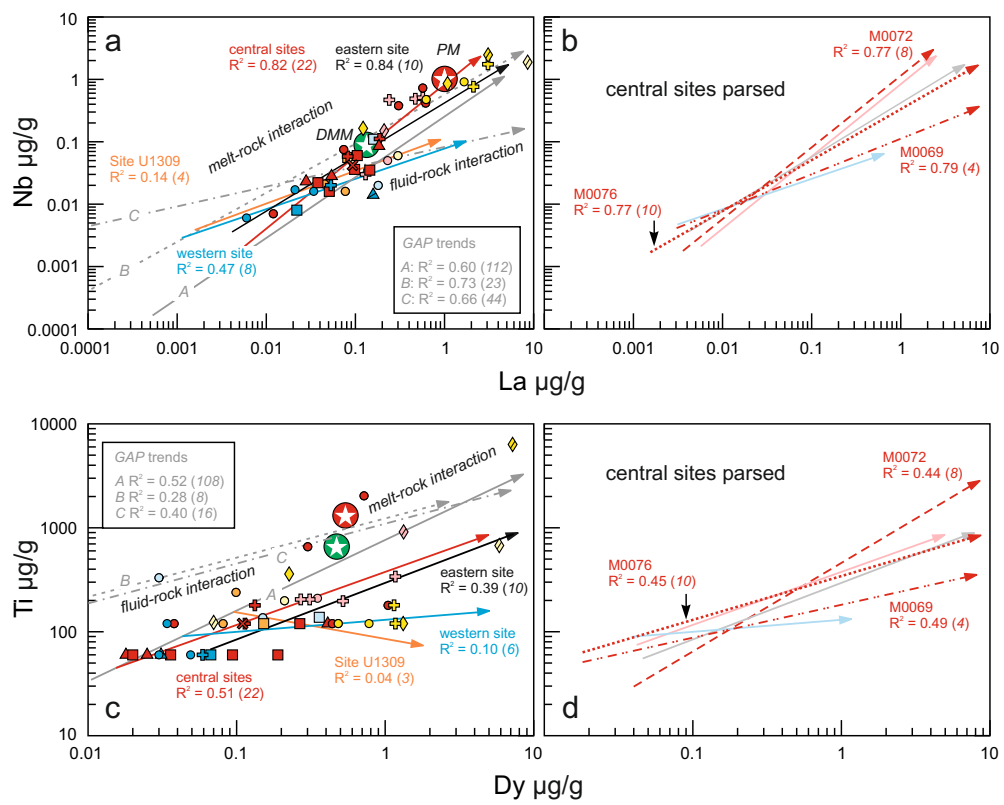 a
central sites
R² = 0.82 (22)
eastern site
R² = 0.84 (10)
PM
DMM
melt-rock interaction
fluid-rock interaction
Site U1309
R² = 0.14 (4)
C
B
A
western site
R² = 0.47 (8)
GAP trends
A: R² = 0.60 (112)
B: R² = 0.73 (23)
C: R² = 0.66 (44)
Nb µg/g
10
1
0.1
0.01
0.001
0.0001
0.0001 0.0001 0.01 0.1 1 10
b
central sites parsed
M0072
R² = 0.77 (8)
M0069
R² = 0.79 (4)
M0076
R² = 0.77 (10)
0.001 0.01 0.1 1 10
La µg/g
c
GAP trends
A R² = 0.52 (108)
B R² = 0.28 (8)
C R² = 0.40 (16)
melt-rock interaction
fluid-rock interaction
B
C
A
eastern site
R² = 0.39 (10)
western site
R² = 0.10 (6)
Site U1309
R² = 0.04 (3)
central sites
R² = 0.51 (22)
Ti µg/g
10000
1000
100
10
0.01 0.1 1 10
d
central sites parsed
M0072
R² = 0.44 (8)
M0076
R² = 0.45 (10)
M0069
R² = 0.49 (4)
0.1 1 10
Dy µg/g